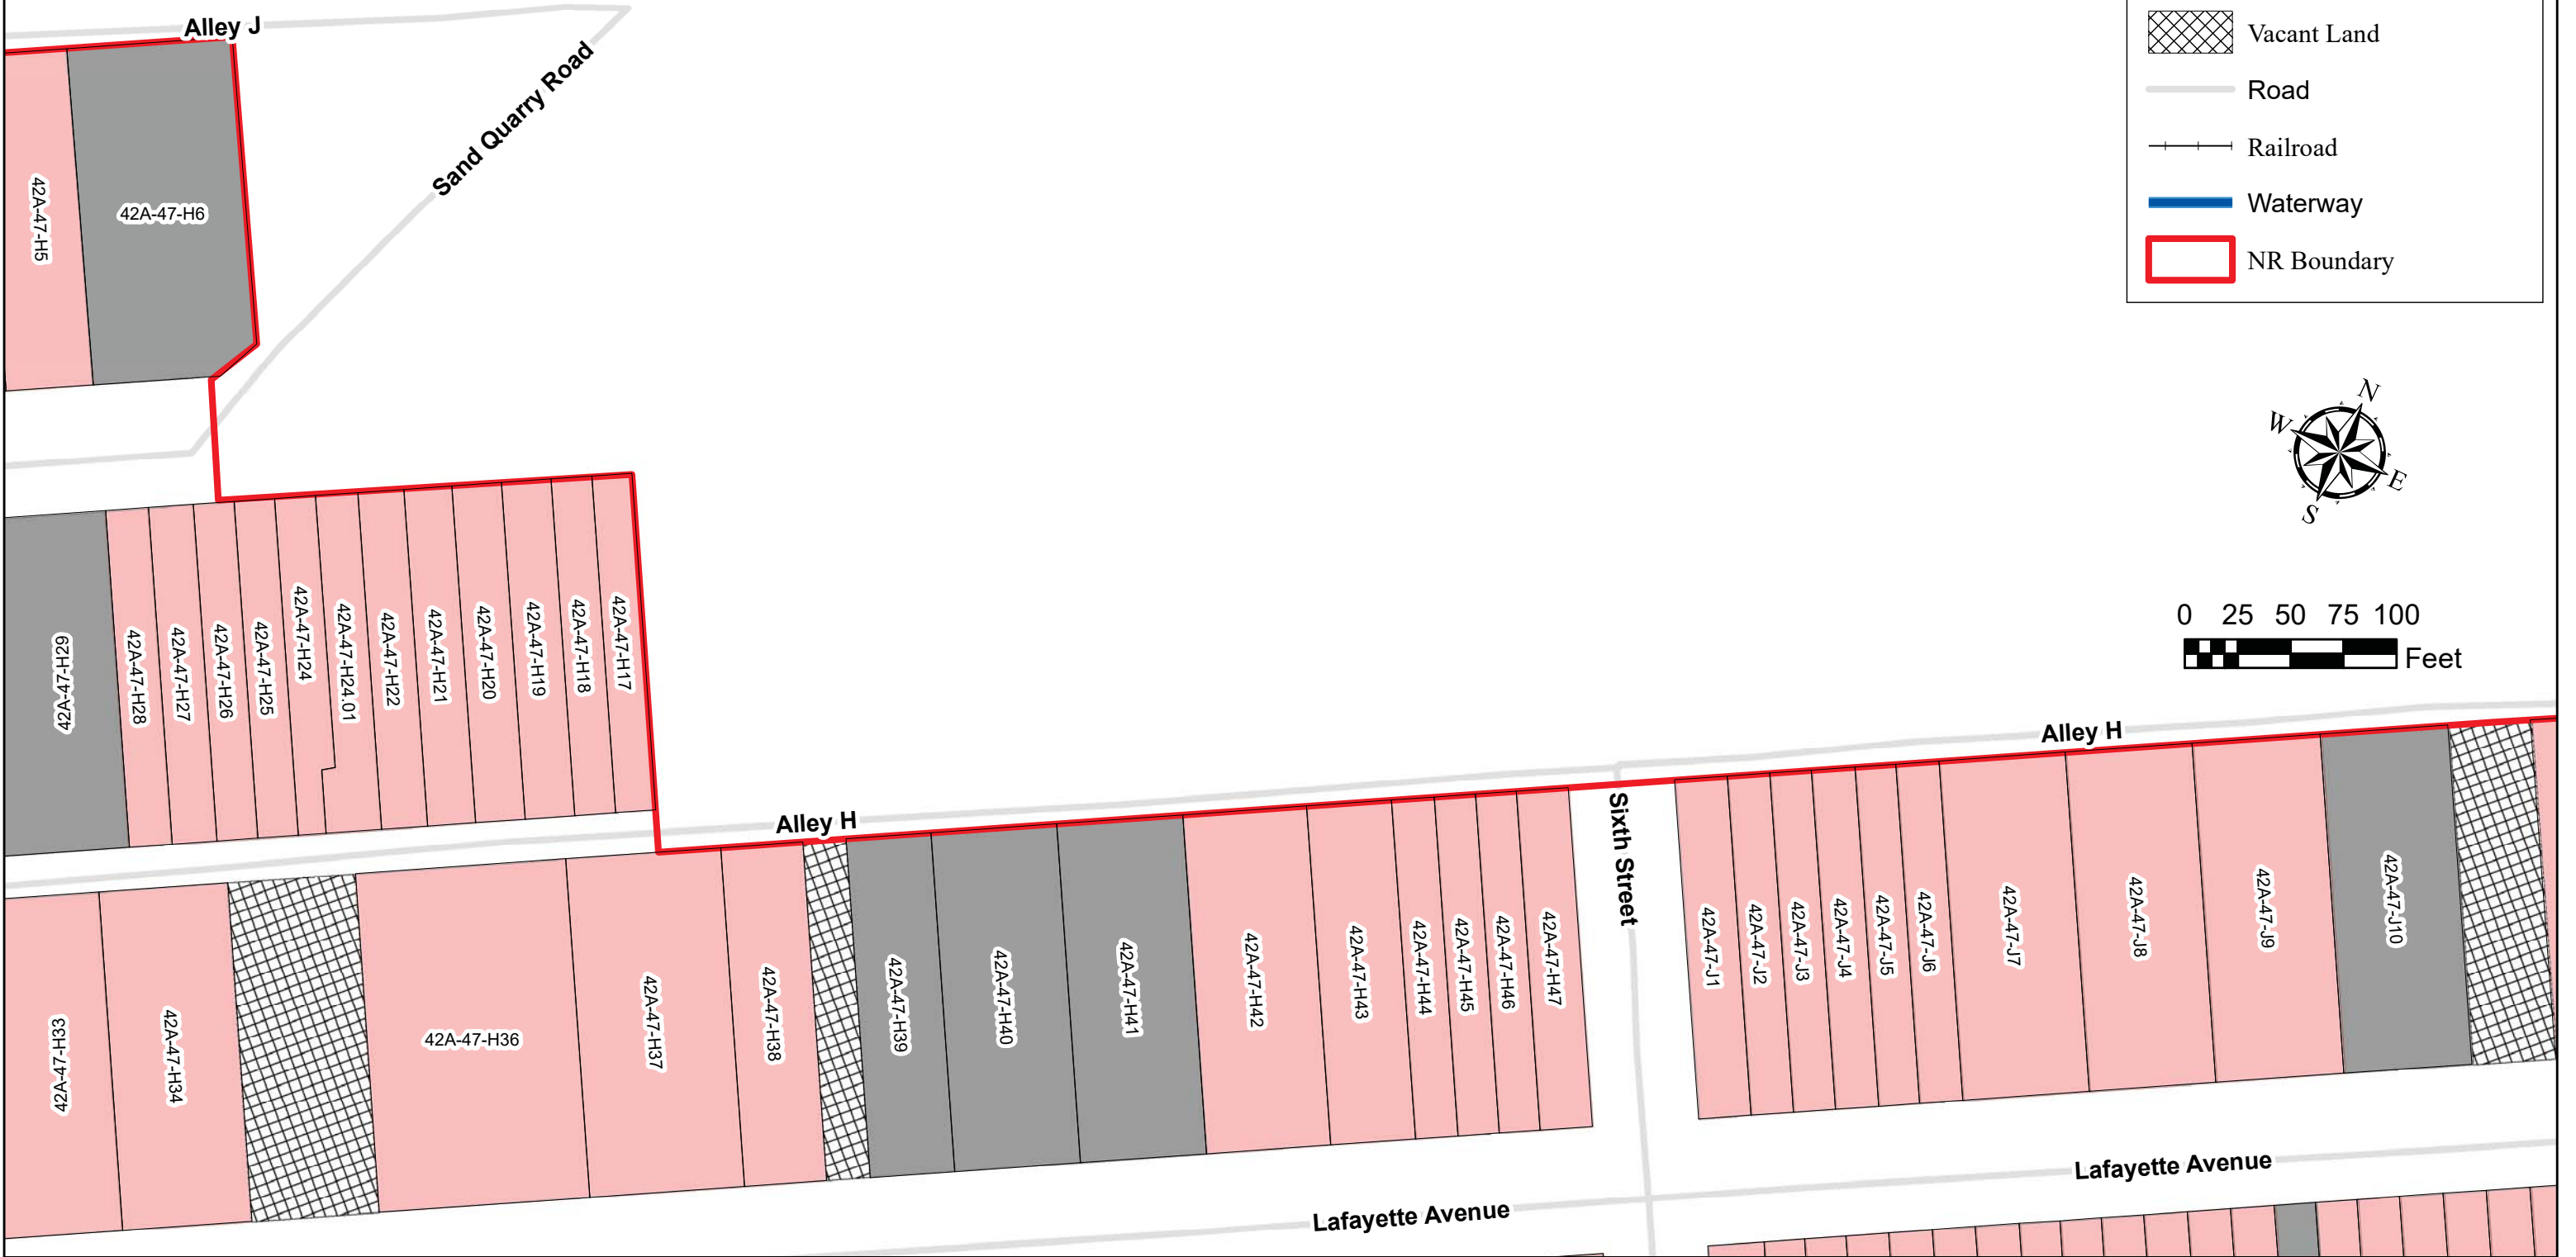 Alley J
Sand Quarry Road
Vacant Land
Road
Railroad
Waterway
NR Boundary
42A-47-H5
42A-47-H6
N
W
E
S
0 25 50 75 100
Feet
42A-47-H29
42A-47-H28
42A-47-H27
42A-47-H26
42A-47-H25
42A-47-H24
42A-47-H24.01
42A-47-H22
42A-47-H21
42A-47-H20
42A-47-H19
42A-47-H18
42A-47-H17
Alley H
Alley H
Sixth Street
42A-47-H33
42A-47-H34
42A-47-H36
42A-47-H37
42A-47-H38
42A-47-H39
42A-47-H40
42A-47-H41
42A-47-H42
42A-47-H43
42A-47-H44
42A-47-H45
42A-47-H46
42A-47-H47
42A-47-J1
42A-47-J2
42A-47-J3
42A-47-J4
42A-47-J5
42A-47-J6
42A-47-J7
42A-47-J8
42A-47-J9
42A-47-J10
Lafayette Avenue
Lafayette Avenue